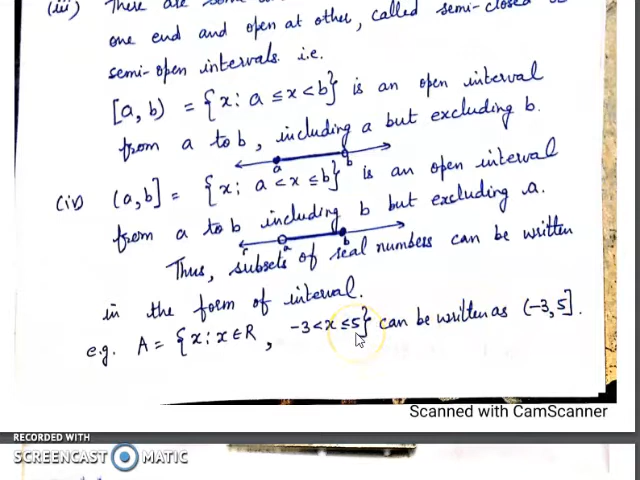 (iii) There are some
one end and open at other, called semi-closed or
semi-open intervals. i.e.
[a, b) = {x: a ≤ x < b} is an open interval
from a to b, including a but excluding b.
a b
(iv) (a, b] = {x: a < x ≤ b} is an open interval
from a to b including b but excluding a.
a b
Thus, subsets of real numbers can be written
in the form of interval.
e.g. A = {x: x ∈ R, -3 < x ≤ 5} can be written as (-3, 5].
Scanned with CamScanner
RECORDED WITH
SCREENCAST MATIC